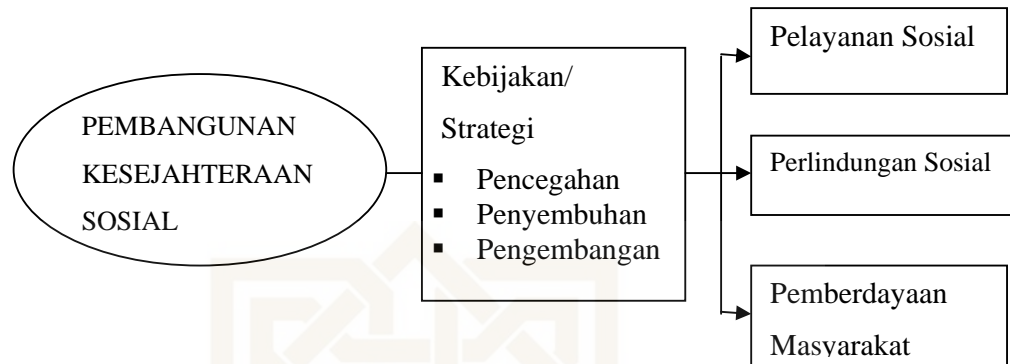 PEMBANGUNAN
KESEJAHTERAAN
SOSIAL
Kebijakan/
Strategi
▪ Pencegahan
▪ Penyembuhan
▪ Pengembangan
Pelayanan Sosial
Perlindungan Sosial
Pemberdayaan
Masyarakat